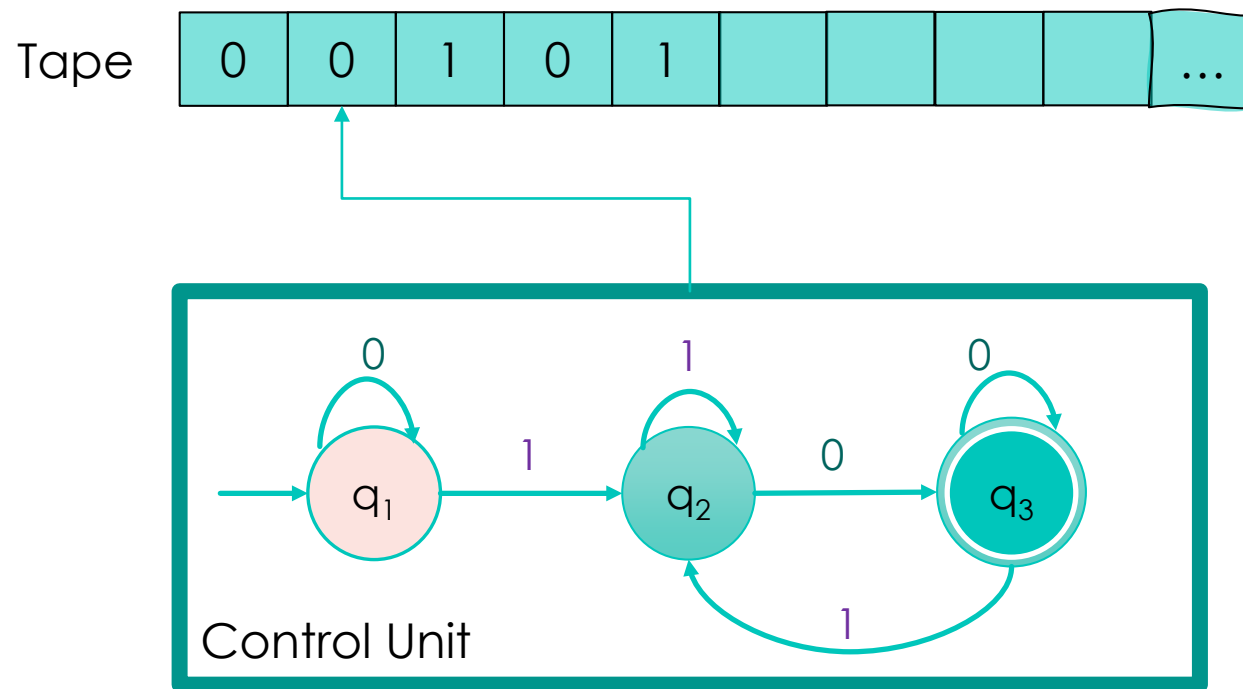 Tape 0 0 1 0 1 ...
0 1 0
1 0
q₁ q₂ q₃
1
Control Unit